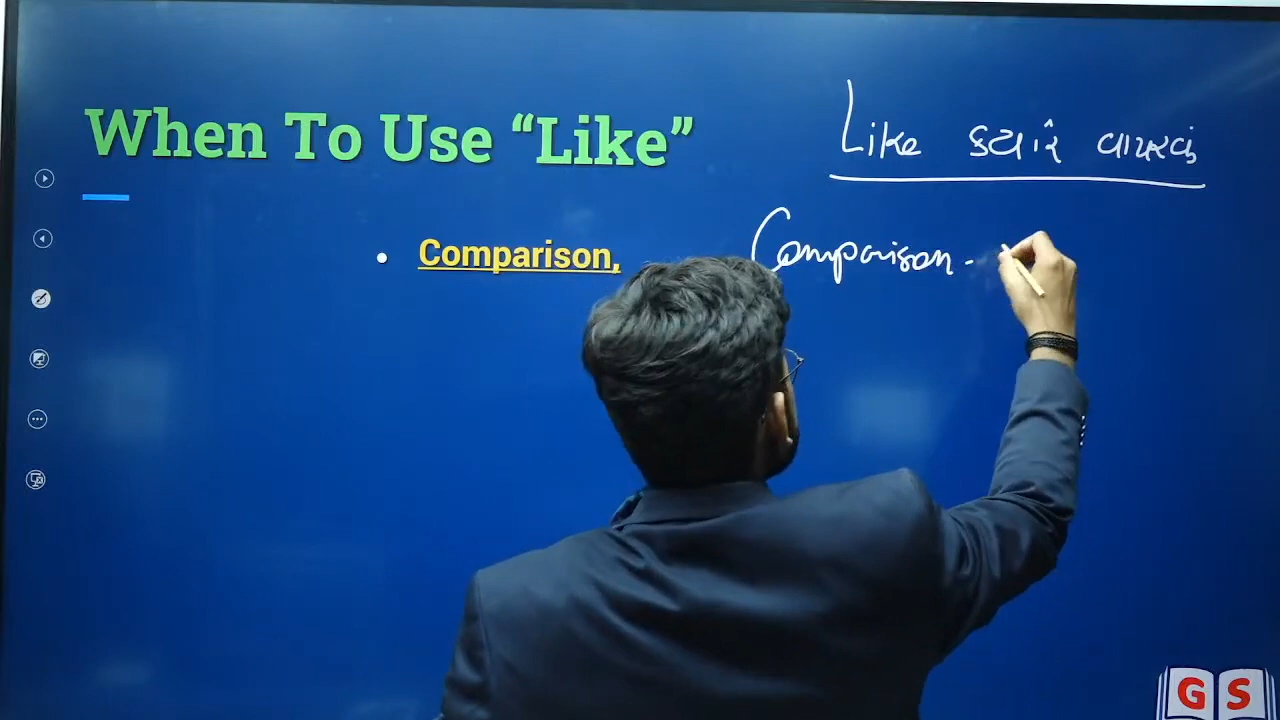 When To Use “Like”
Like ક્યારે વાપરવું
Comparison,
Comparison -
GS